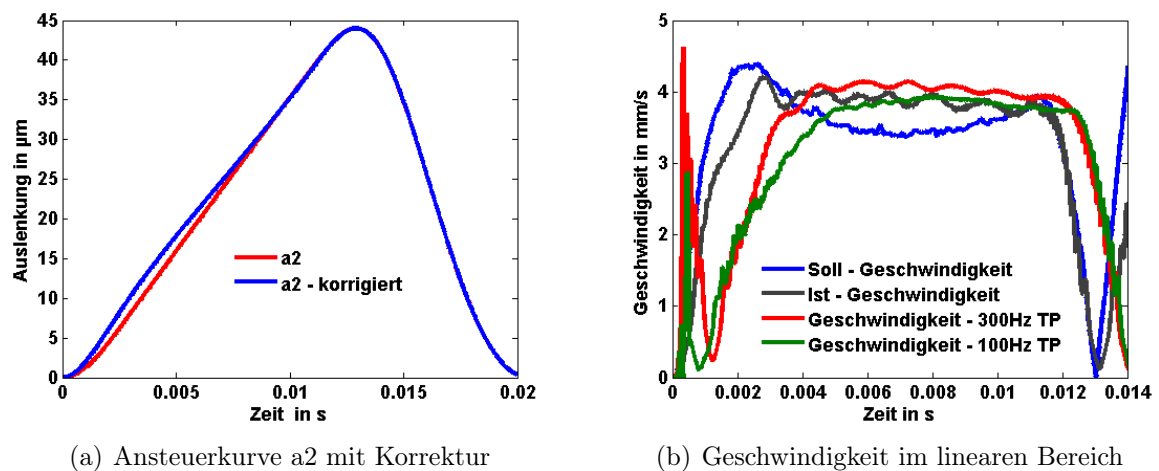 45
40
35
30
25
20
15
10
5
0
Auslenkung in µm
a2
a2 - korrigiert
0 0.005 0.01 0.015 0.02
Zeit in s
(a) Ansteuerkurve a2 mit Korrektur
5
4
3
2
1
0
Geschwindigkeit in mm/s
Soll - Geschwindigkeit
Ist - Geschwindigkeit
Geschwindigkeit - 300Hz TP
Geschwindigkeit - 100Hz TP
0 0.002 0.004 0.006 0.008 0.01 0.012 0.014
Zeit in s
(b) Geschwindigkeit im linearen Bereich